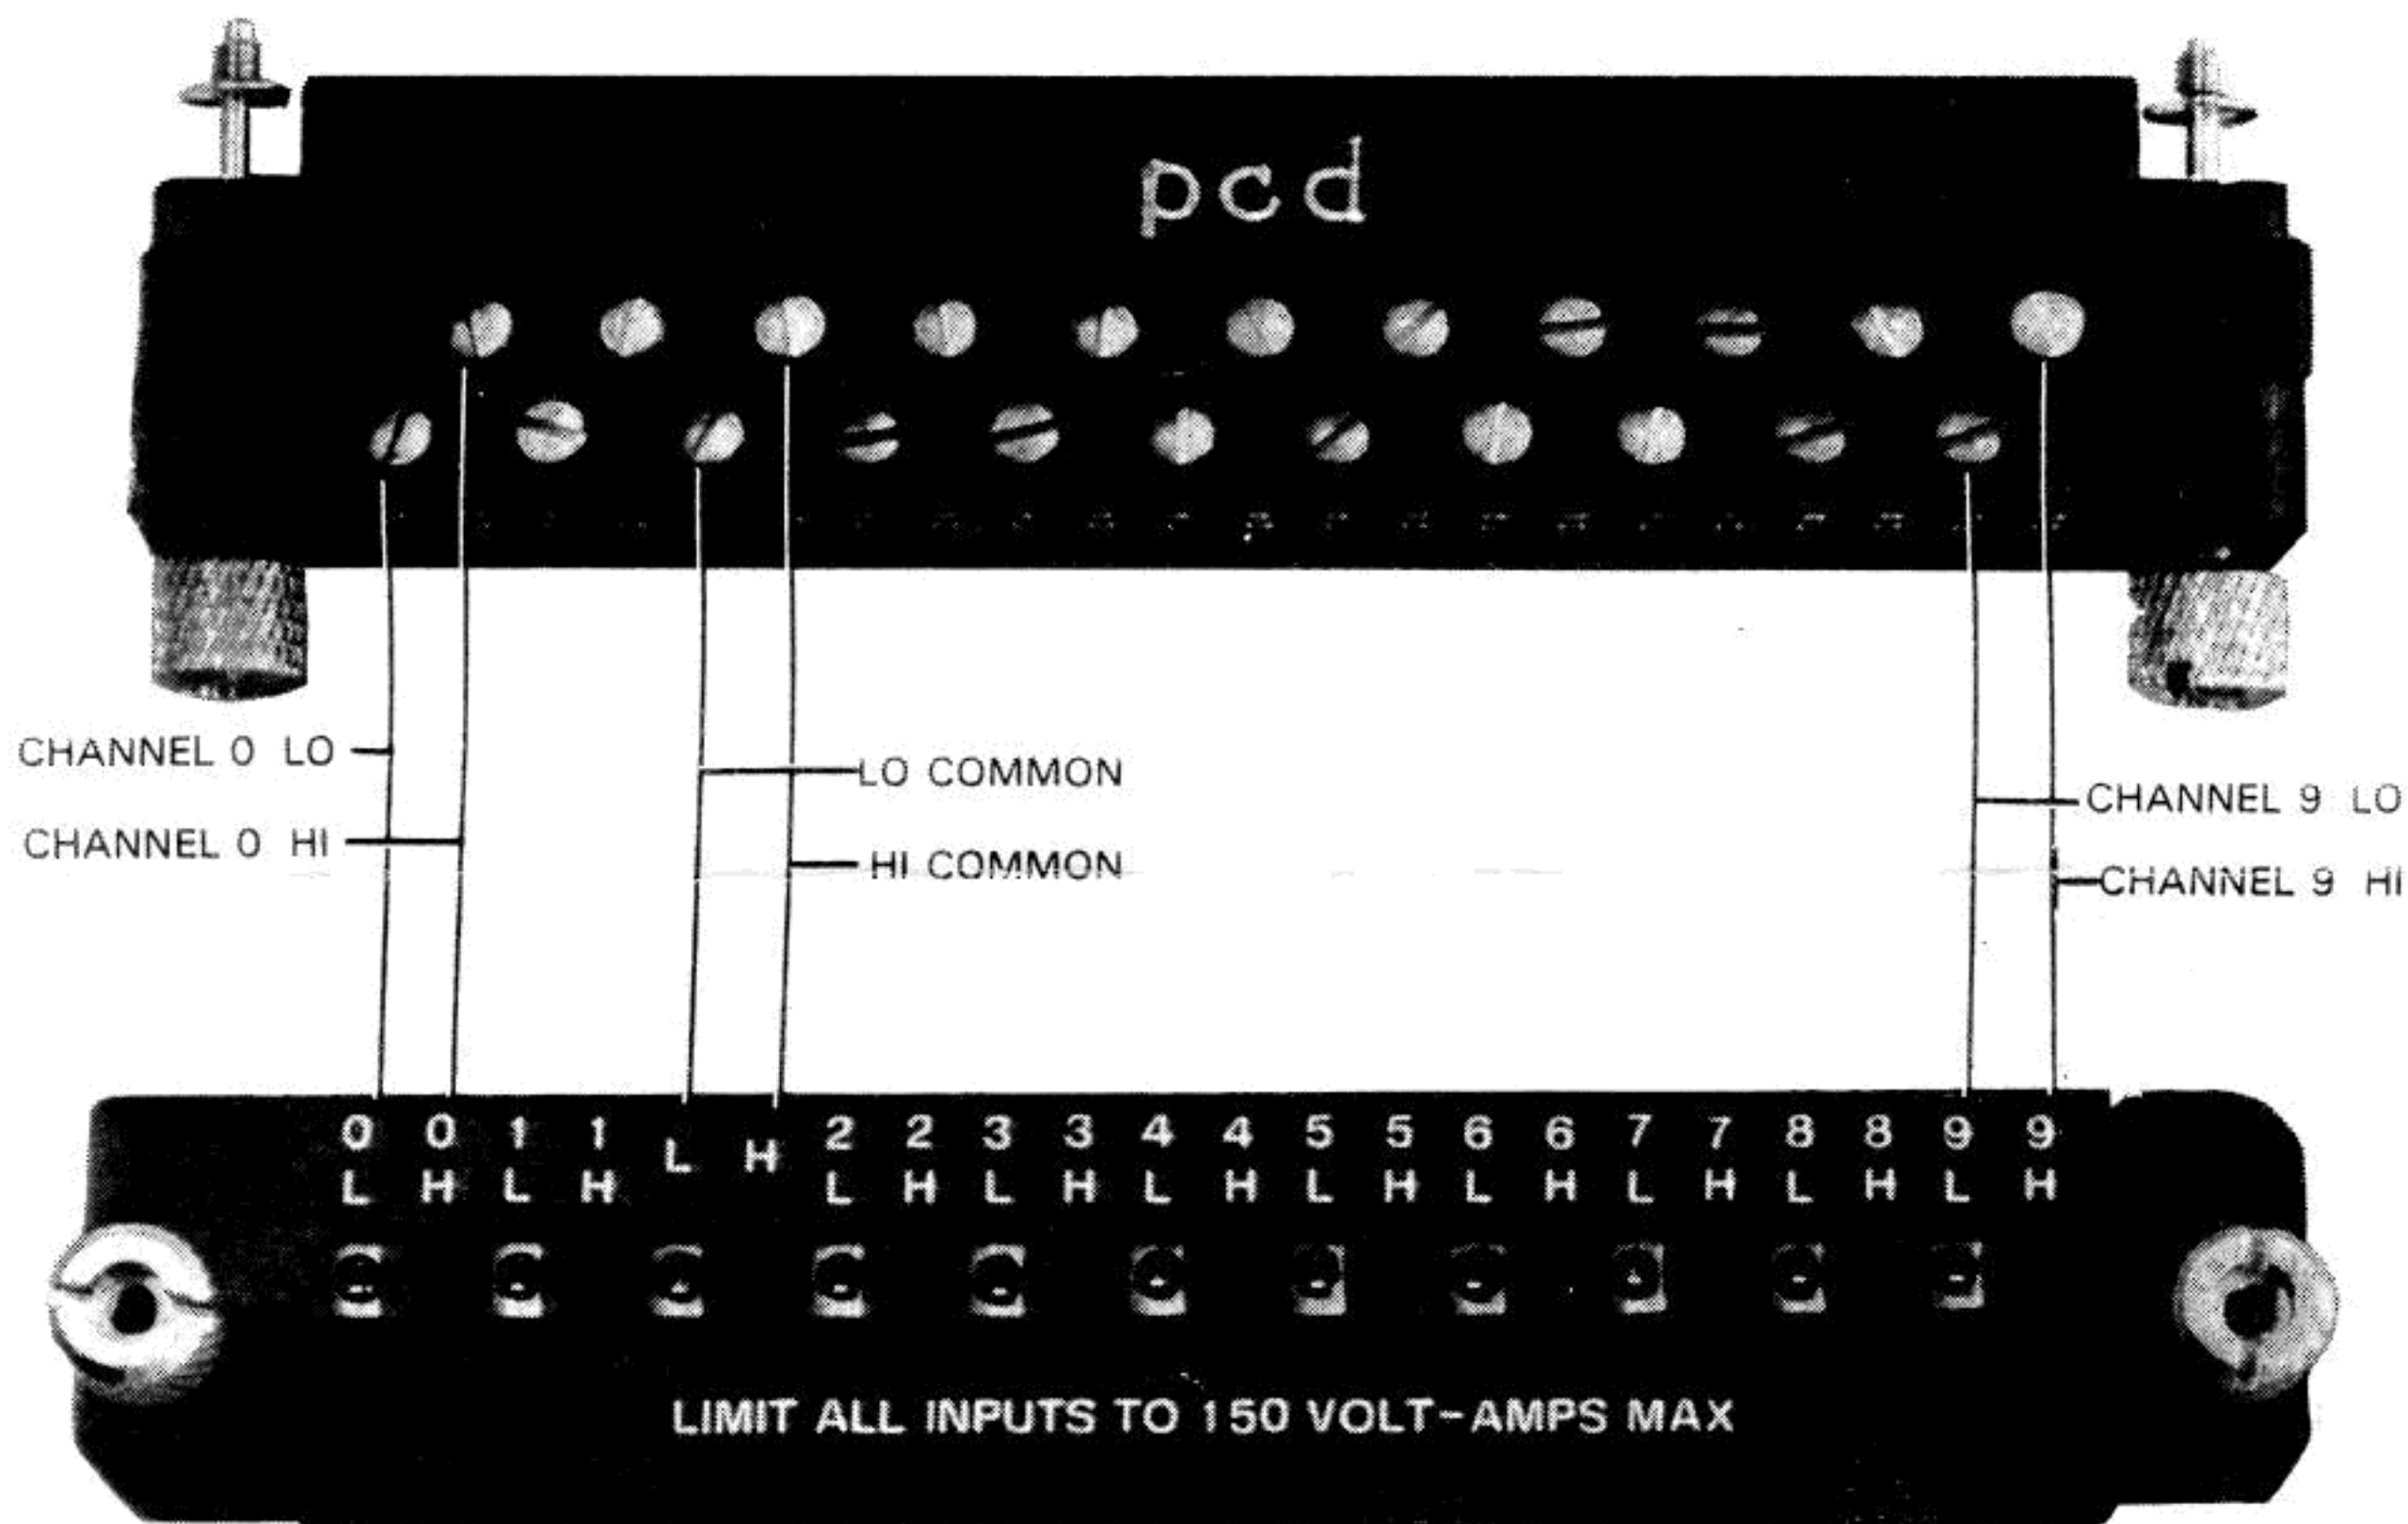 pcd
CHANNEL 0 LO
LO COMMON
CHANNEL 9 LO
CHANNEL 0 HI
HI COMMON
CHANNEL 9 HI
0 0 1 1 L H 2 2 3 3 4 4 5 5 6 6 7 7 8 8 9 9
L H L H L H L H L H L H L H L H L H L H
LIMIT ALL INPUTS TO 150 VOLT-AMPS MAX